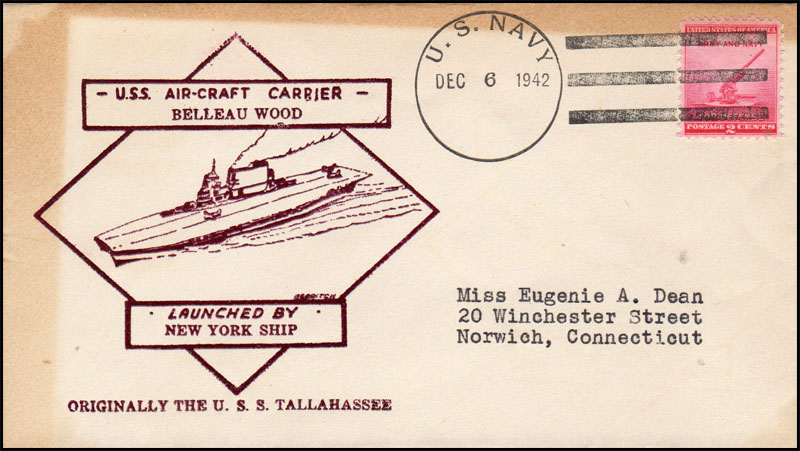 - U.S.S. AIR-CRAFT CARRIER -
BELLEAU WOOD
LAUNCHED BY
NEW YORK SHIP
ORIGINALLY THE U. S. S. TALLAHASSEE
U. S. NAVY
DEC 6 1942
UNITED STATES OF AMERICA
ARMY AND NAVY
POSTAGE 2 CENTS
Miss Eugenie A. Dean
20 Winchester Street
Norwich, Connecticut